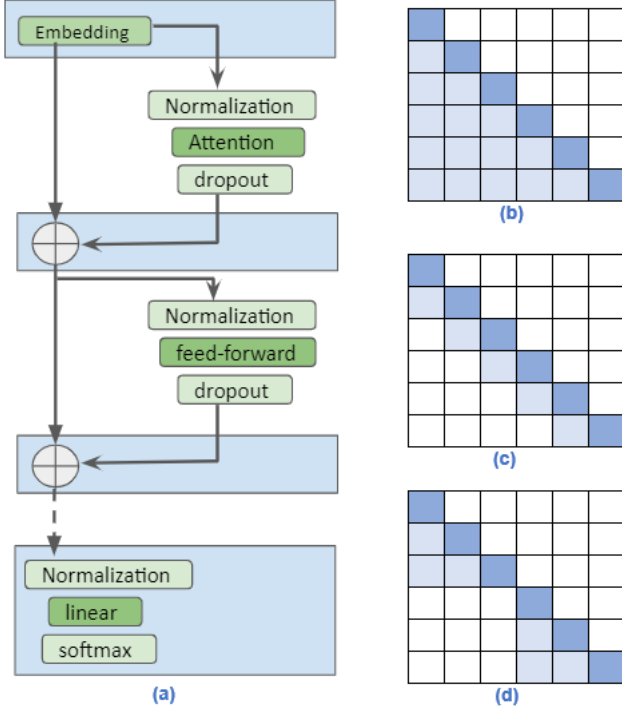 Embedding
Normalization
Attention
dropout
Normalization
feed-forward
dropout
Normalization
linear
softmax
(a)
(b)
(c)
(d)